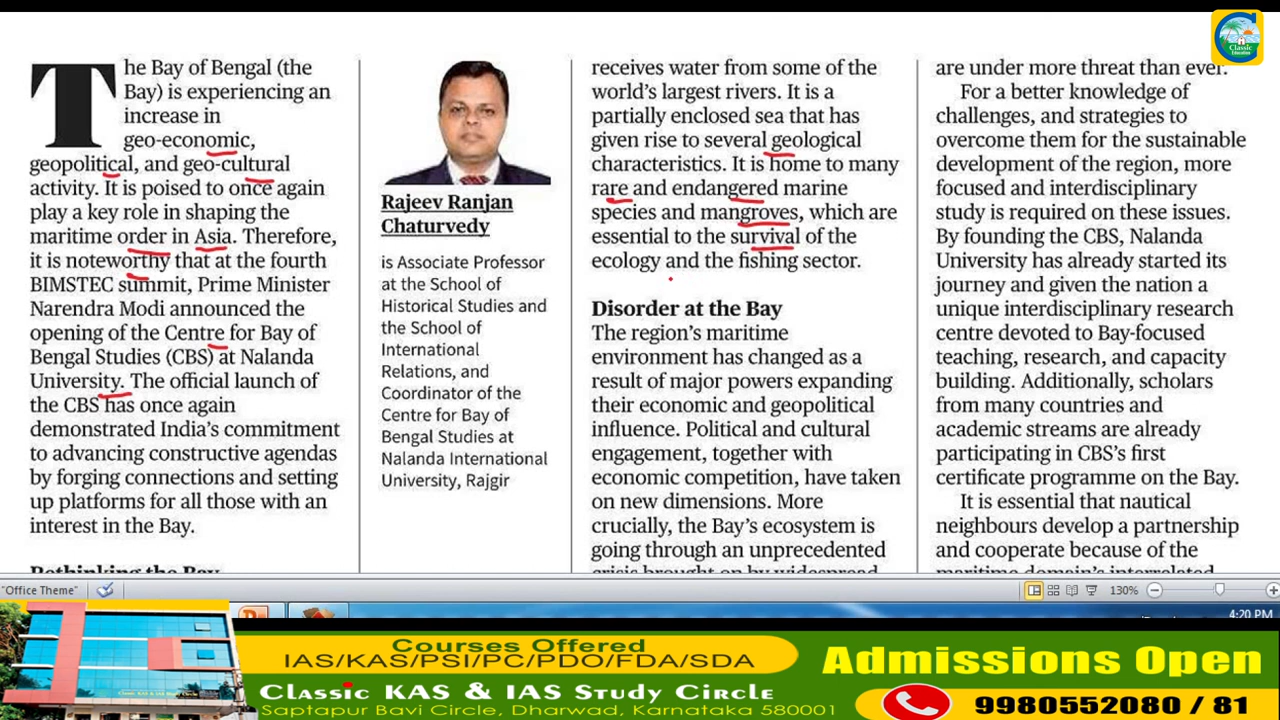 Classic
Education
The Bay of Bengal (the
Bay) is experiencing an
increase in
geo-economic,
geopolitical, and geo-cultural
activity. It is poised to once again
play a key role in shaping the
maritime order in Asia. Therefore,
it is noteworthy that at the fourth
BIMSTEC summit, Prime Minister
Narendra Modi announced the
opening of the Centre for Bay of
Bengal Studies (CBS) at Nalanda
University. The official launch of
the CBS has once again
demonstrated India's commitment
to advancing constructive agendas
by forging connections and setting
up platforms for all those with an
interest in the Bay.
Rethinking the Bay
Rajeev Ranjan
Chaturvedy
is Associate Professor
at the School of
Historical Studies and
the School of
International
Relations, and
Coordinator of the
Centre for Bay of
Bengal Studies at
Nalanda International
University, Rajgir
receives water from some of the
world's largest rivers. It is a
partially enclosed sea that has
given rise to several geological
characteristics. It is home to many
rare and endangered marine
species and mangroves, which are
essential to the survival of the
ecology and the fishing sector.
Disorder at the Bay
The region's maritime
environment has changed as a
result of major powers expanding
their economic and geopolitical
influence. Political and cultural
engagement, together with
economic competition, have taken
on new dimensions. More
crucially, the Bay's ecosystem is
going through an unprecedented
crisis brought on by widespread
are under more threat than ever.
For a better knowledge of
challenges, and strategies to
overcome them for the sustainable
development of the region, more
focused and interdisciplinary
study is required on these issues.
By founding the CBS, Nalanda
University has already started its
journey and given the nation a
unique interdisciplinary research
centre devoted to Bay-focused
teaching, research, and capacity
building. Additionally, scholars
from many countries and
academic streams are already
participating in CBS's first
certificate programme on the Bay.
It is essential that nautical
neighbours develop a partnership
and cooperate because of the
maritime domain's interrelated
"Office Theme"
130%
4:20 PM
Courses Offered
IAS/KAS/PSI/PC/PDO/FDA/SDA
Classic KAS & IAS Study Circle
Saptapur Bavi Circle, Dharwad, Karnataka 580001
Admissions Open
9980552080 / 81